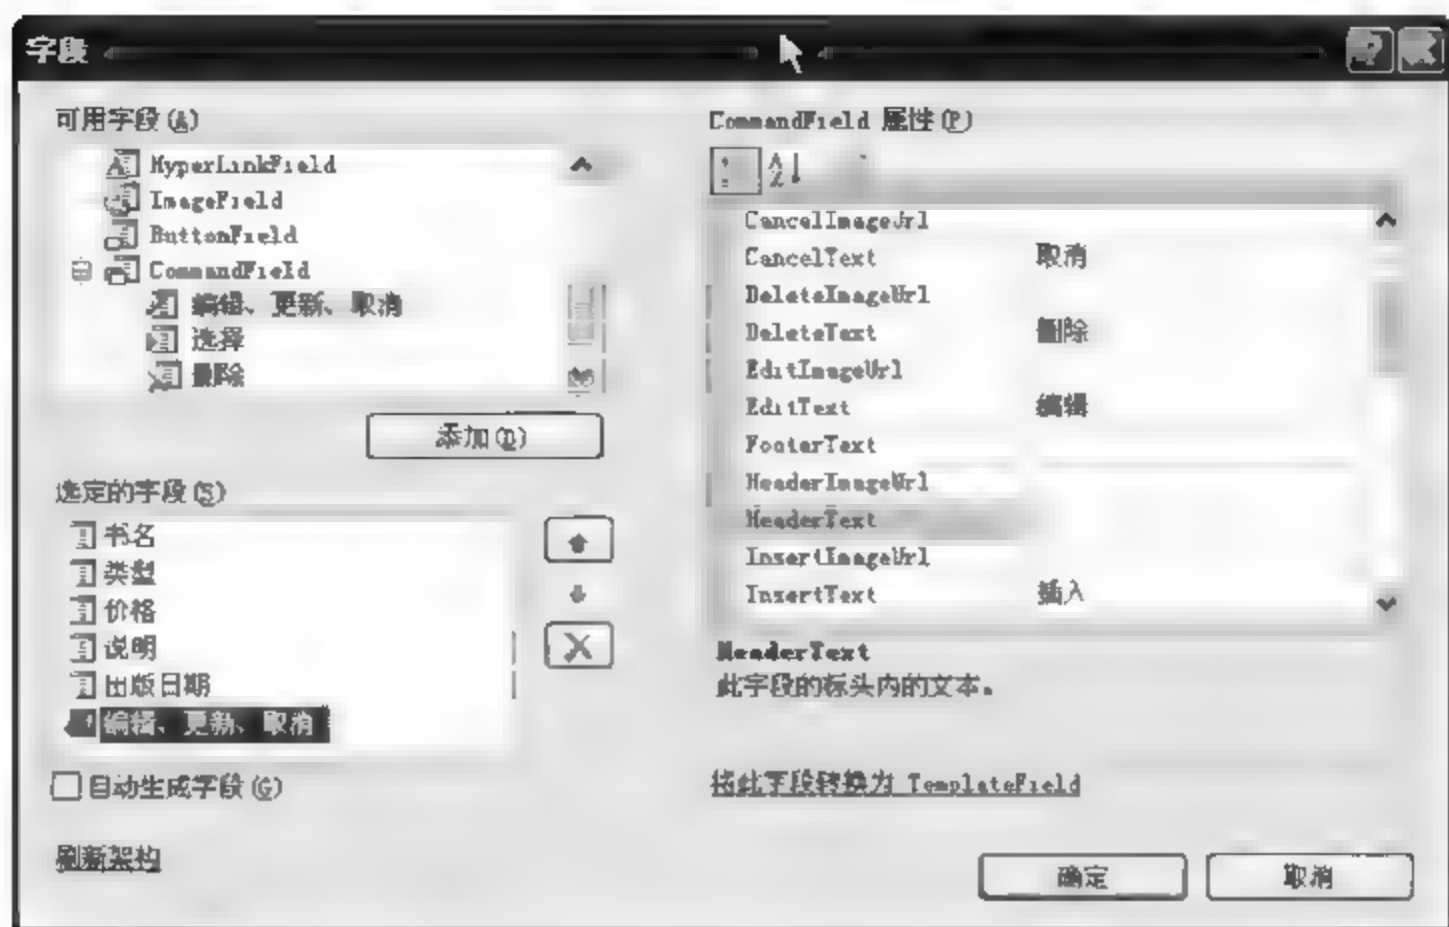 字段
可用字段(A)
HyperLinkField
ImageField
ButtonField
CommandField
编辑、更新、取消
选择
删除
添加(D)
选定的字段(S)
书名
类型
价格
说明
出版日期
编辑、更新、取消
自动生成字段(G)
刷新架构
CommandField 属性(P)
CancelImageUrl
CancelText 取消
DeleteImageUrl
DeleteText 删除
EditImageUrl
EditText 编辑
FooterText
HeaderImageUrl
HeaderText
InsertImageUrl
InsertText 插入
HeaderText
此字段的标头内的文本。
将此字段转换为 TemplateField
确定
取消